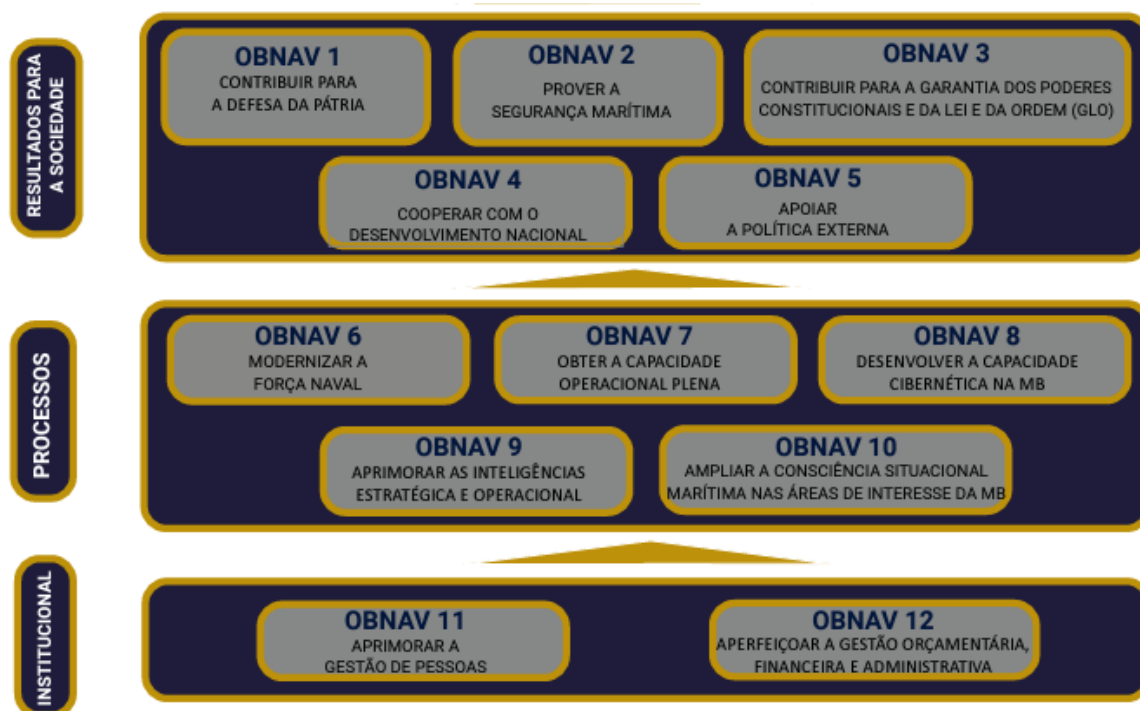 RESULTADOS PARA
A SOCIEDADE
OBNAV 1
CONTRIBUIR PARA
A DEFESA DA PÁTRIA
OBNAV 2
PROVER A
SEGURANÇA MARÍTIMA
OBNAV 3
CONTRIBUIR PARA A GARANTIA DOS PODERES
CONSTITUCIONAIS E DA LEI E DA ORDEM (GLO)
OBNAV 4
COOPERAR COM O
DESENVOLVIMENTO NACIONAL
OBNAV 5
APOIAR
A POLÍTICA EXTERNA
PROCESSOS
OBNAV 6
MODERNIZAR A
FORÇA NAVAL
OBNAV 7
OBTER A CAPACIDADE
OPERACIONAL PLENA
OBNAV 8
DESENVOLVER A CAPACIDADE
CIBERNÉTICA NA MB
OBNAV 9
APRIMORAR AS INTELIGÊNCIAS
ESTRATÉGICA E OPERACIONAL
OBNAV 10
AMPLIAR A CONSCIÊNCIA SITUACIONAL
MARÍTIMA NAS ÁREAS DE INTERESSE DA MB
INSTITUCIONAL
OBNAV 11
APRIMORAR A
GESTÃO DE PESSOAS
OBNAV 12
APERFEIÇOAR A GESTÃO ORÇAMENTÁRIA,
FINANCEIRA E ADMINISTRATIVA